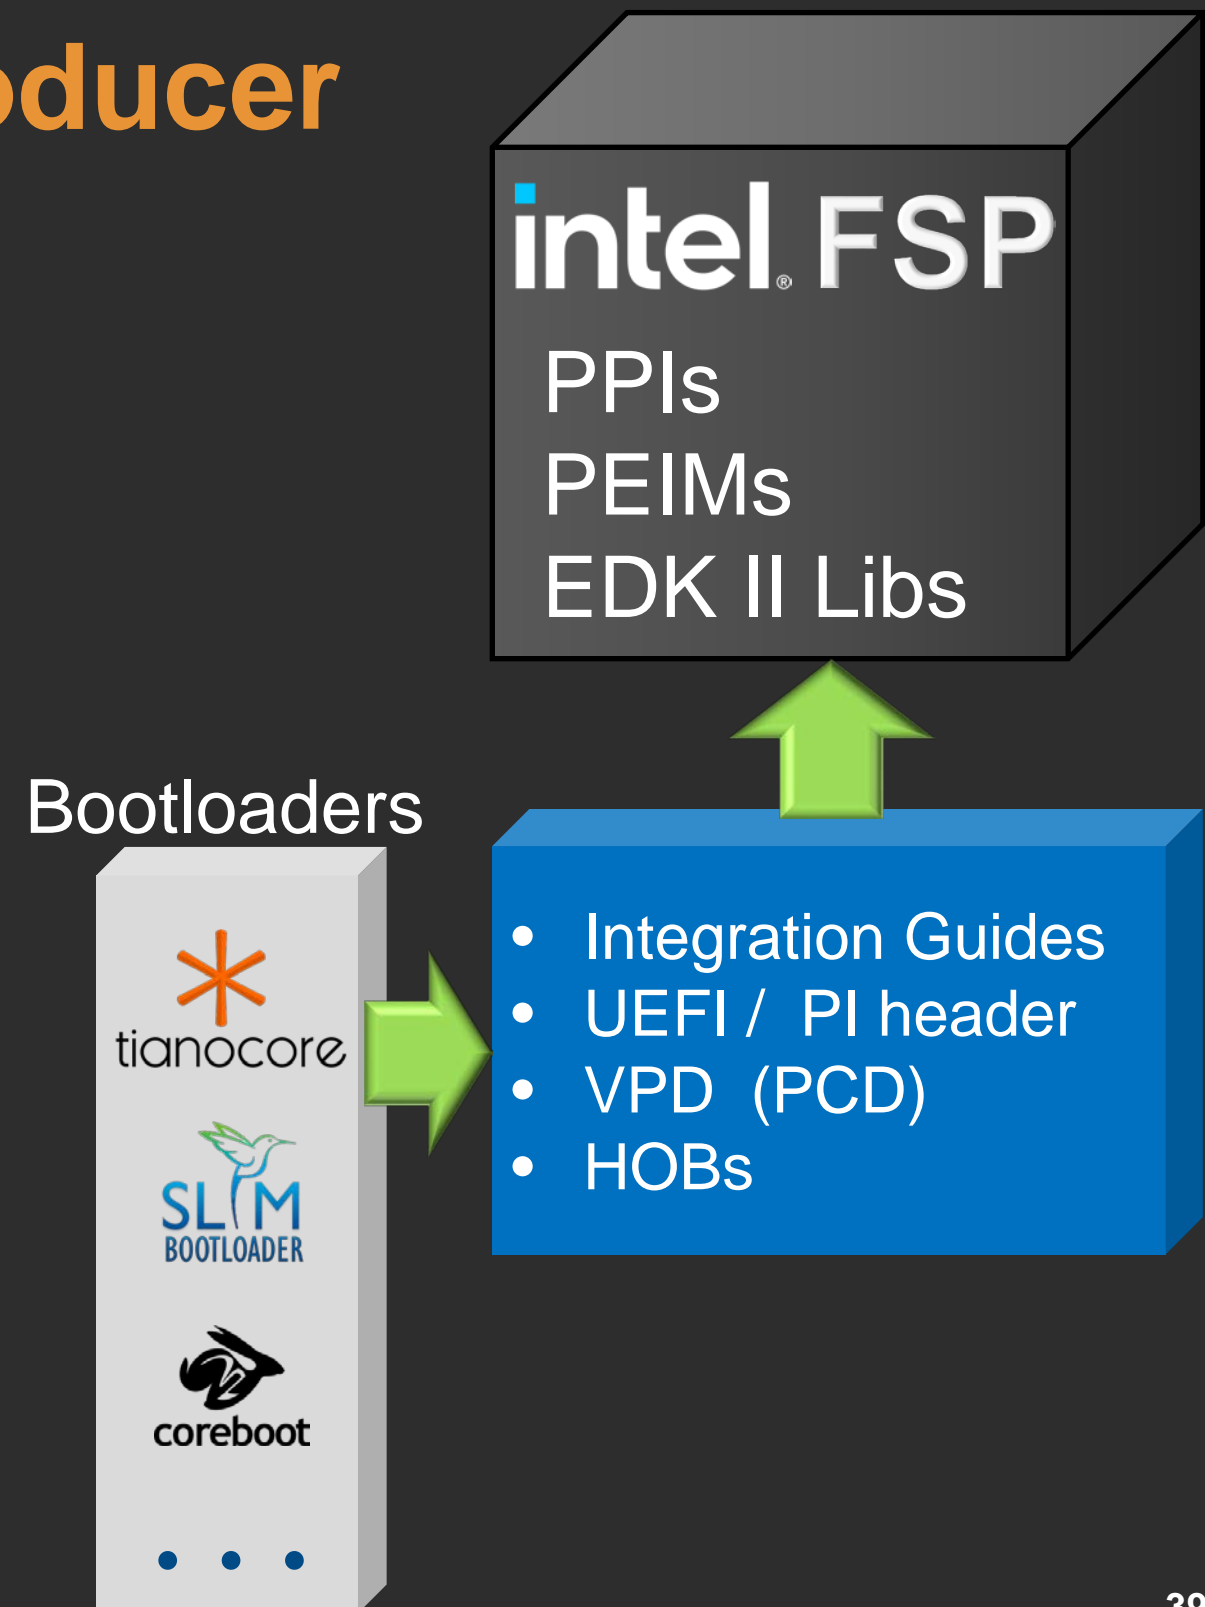 oducer
intel® FSP
PPIs
PEIMs
EDK II Libs
Bootloaders
tianocore
SLIM
BOOTLOADER
coreboot
• • •
• Integration Guides
• UEFI / PI header
• VPD (PCD)
• HOBs
39